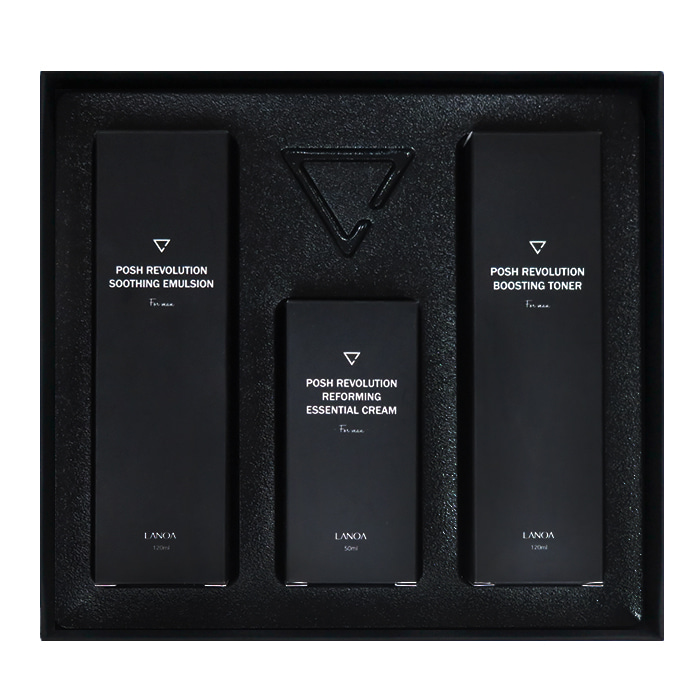 POSH REVOLUTION
SOOTHING EMULSION
For men
LANOA
120ml
POSH REVOLUTION
REFORMING
ESSENTIAL CREAM
For men
LANOA
50ml
POSH REVOLUTION
BOOSTING TONER
For men
LANOA
120ml